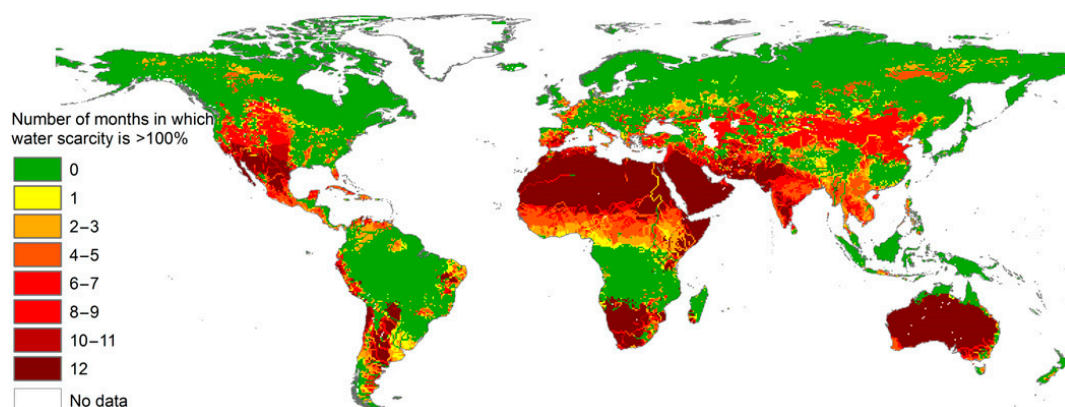 Number of months in which
water scarcity is >100%
0
1
2–3
4–5
6–7
8–9
10–11
12
No data